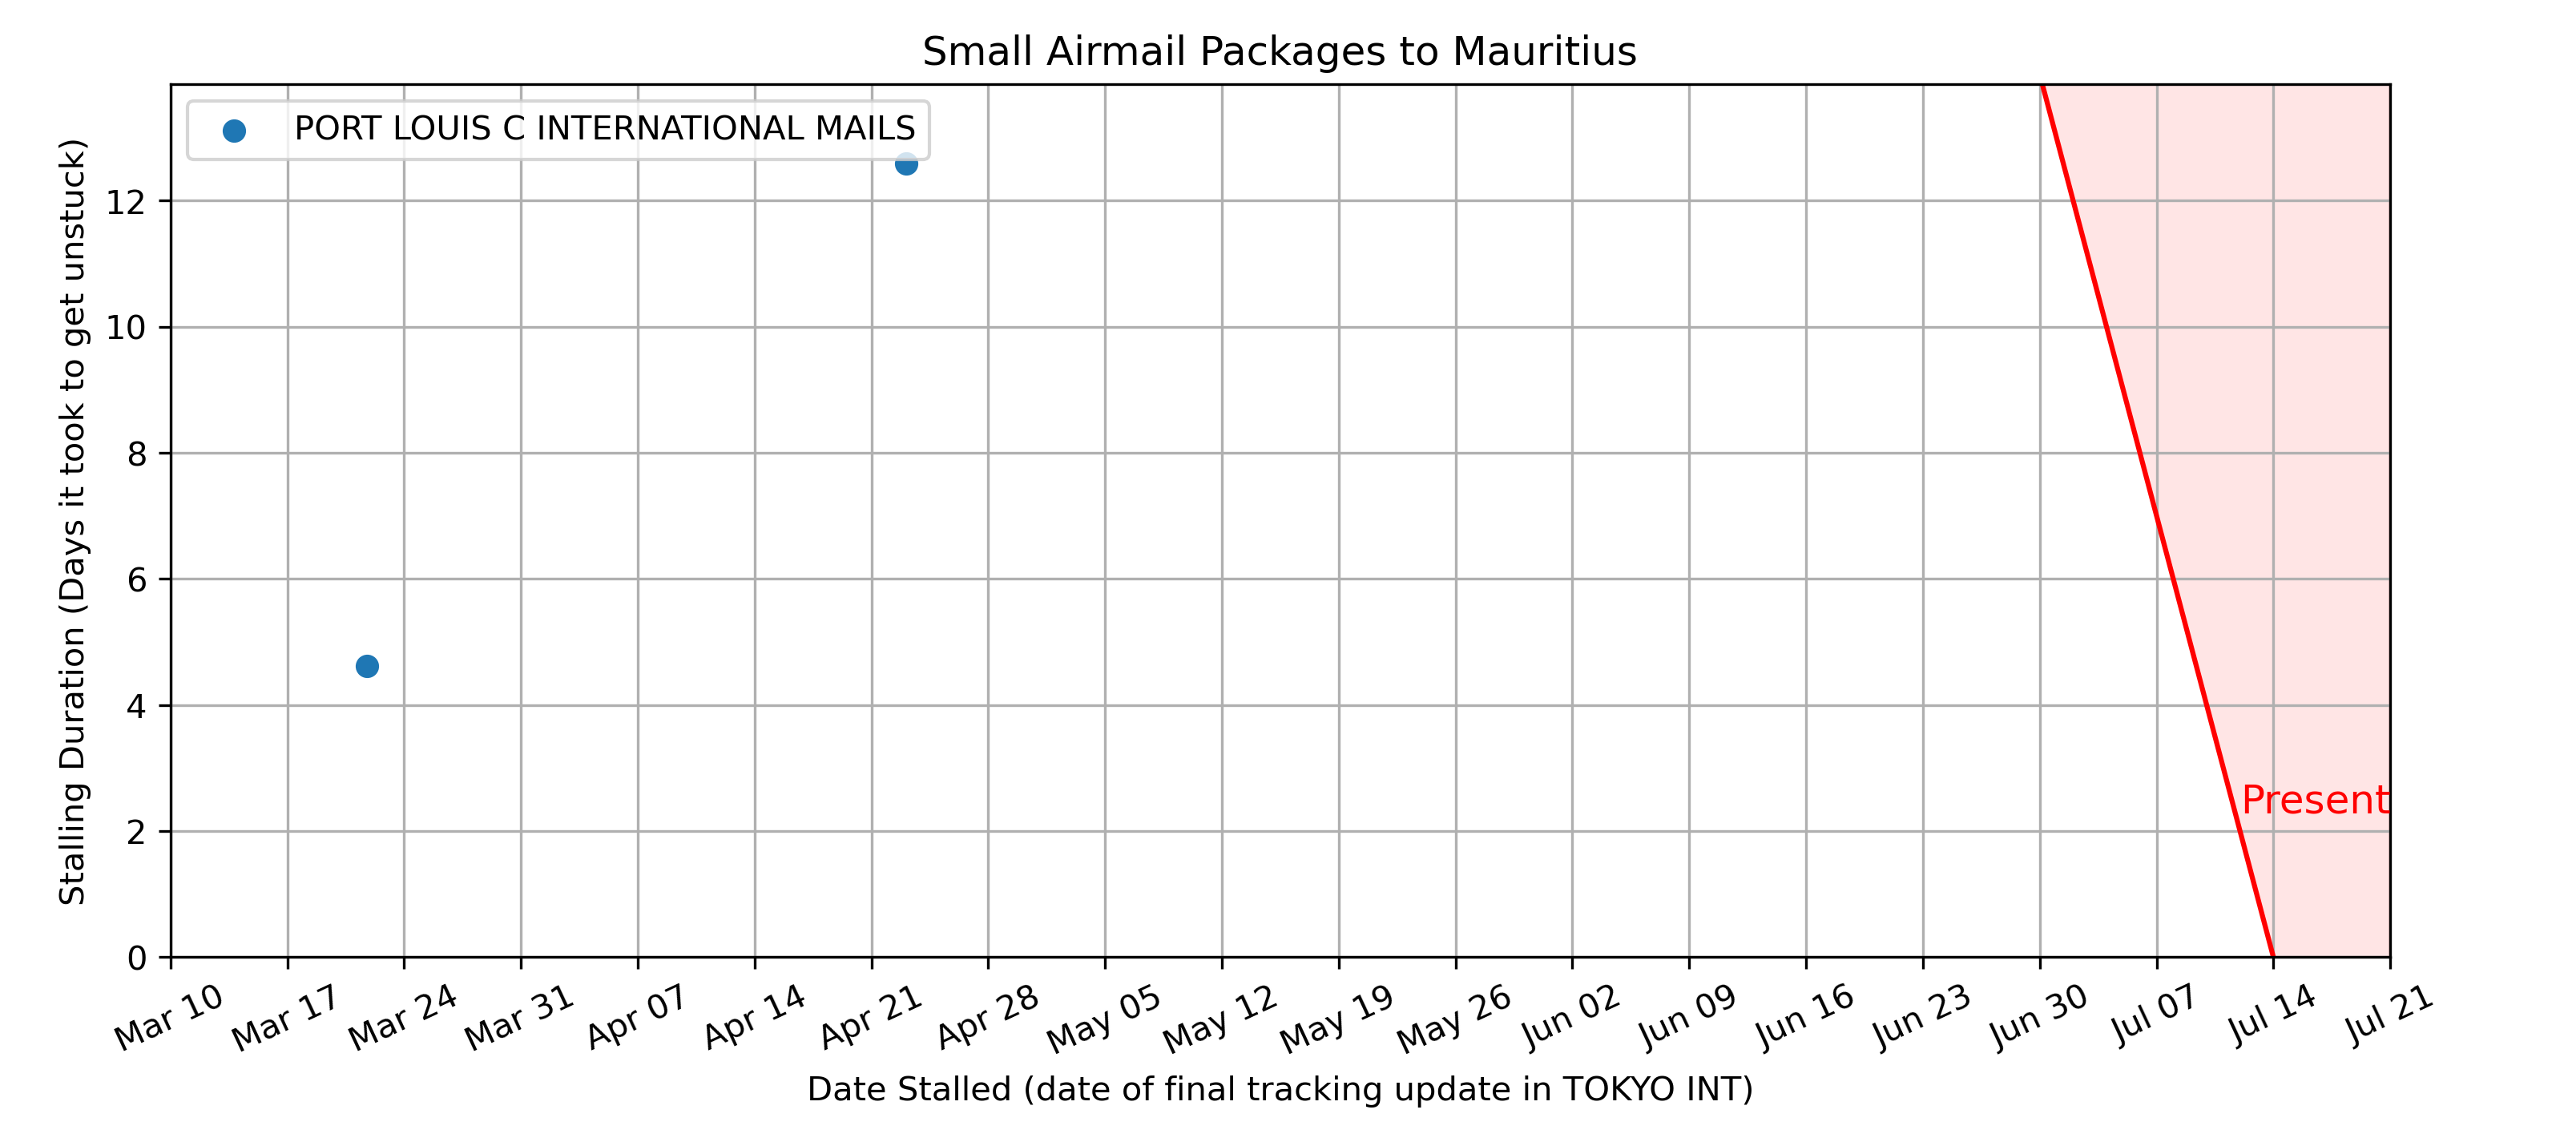 Small Airmail Packages to Mauritius
PORT LOUIS C INTERNATIONAL MAILS
Stalling Duration (Days it took to get unstuck)
12
10
8
6
4
2
0
Present
Mar 10
Mar 17
Mar 24
Mar 31
Apr 07
Apr 14
Apr 21
Apr 28
May 05
May 12
May 19
May 26
Jun 02
Jun 09
Jun 16
Jun 23
Jun 30
Jul 07
Jul 14
Jul 21
Date Stalled (date of final tracking update in TOKYO INT)